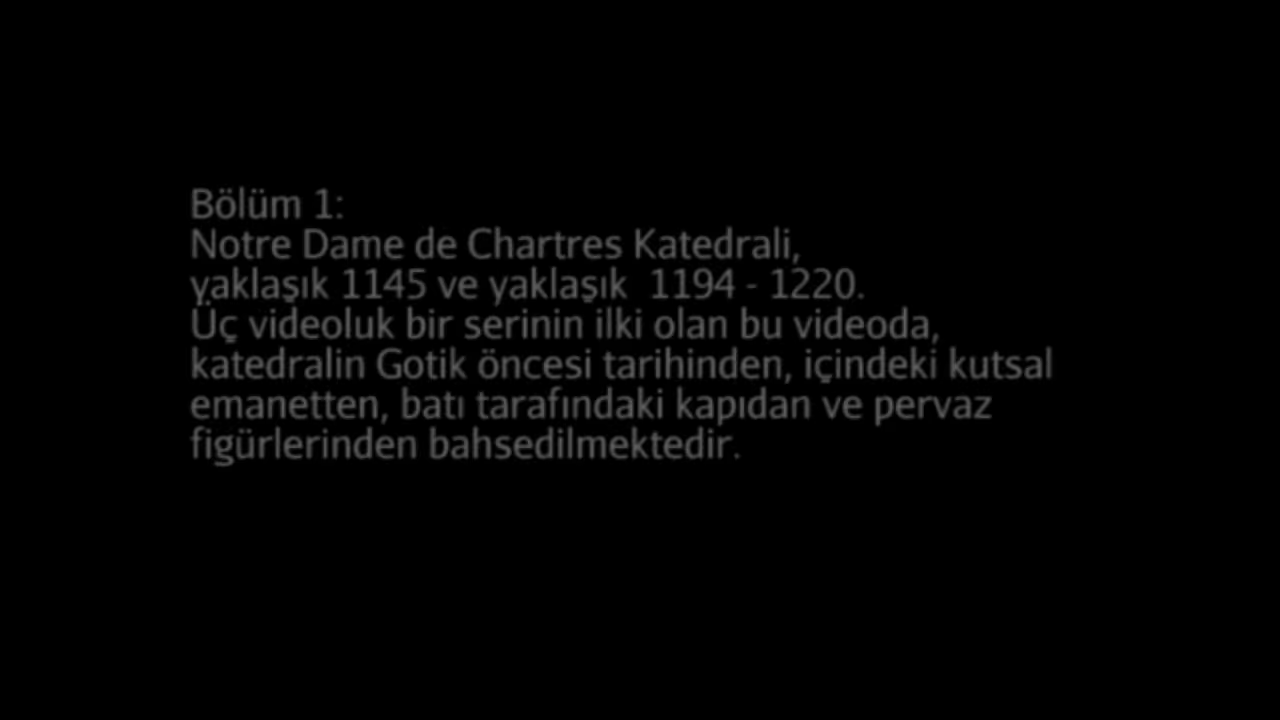 Bölüm 1:
Notre Dame de Chartres Katedrali,
yaklaşık 1145 ve yaklaşık  1194 - 1220.
Üç videoluk bir serinin ilki olan bu videoda,
katedralin Gotik öncesi tarihinden, içindeki kutsal
emanetten, batı tarafındaki kapıdan ve pervaz
figürlerinden bahsedilmektedir.